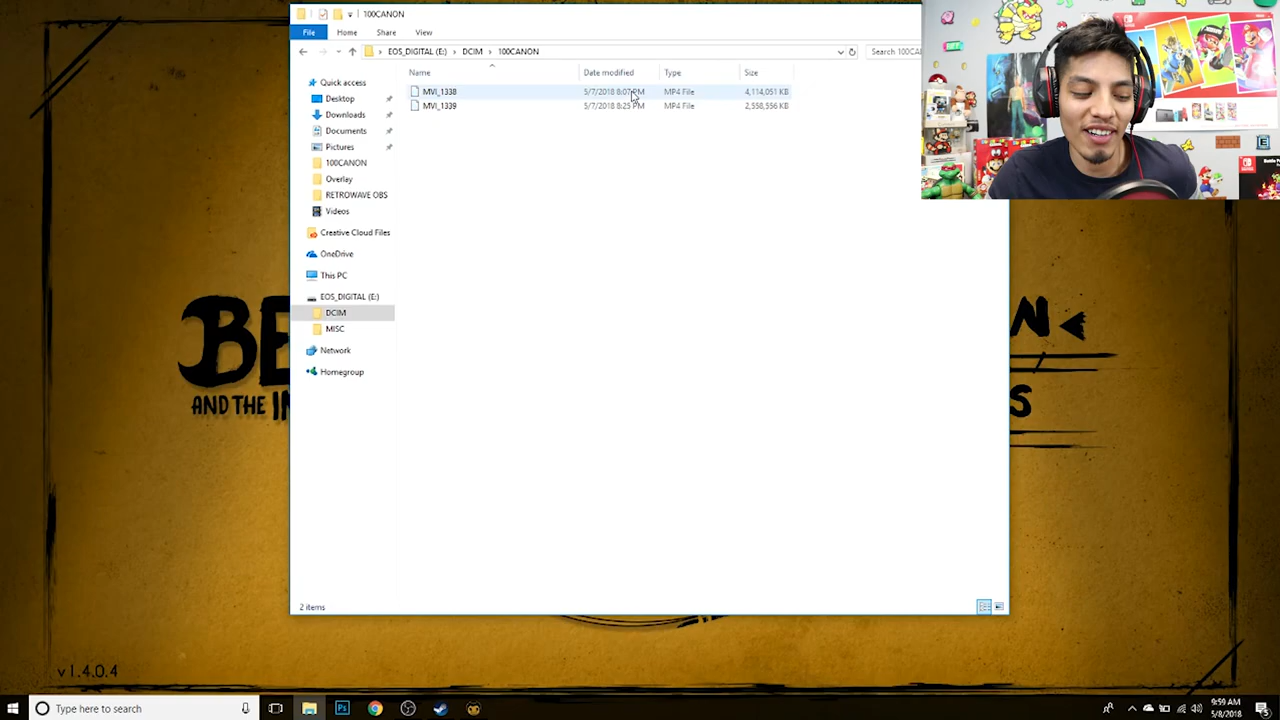 100CANON
File Home Share View
EOS_DIGITAL (E:) DCIM 100CANON
Search 100CA
Name Date modified Type Size
MVI_1338 5/7/2018 8:07 PM MP4 File 4,114,051 KB
MVI_1339 5/7/2018 8:25 PM MP4 File 2,558,556 KB
Quick access
Desktop
Downloads
Documents
Pictures
100CANON
Overlay
RETROWAVE OBS
Videos
Creative Cloud Files
OneDrive
This PC
EOS_DIGITAL (E:)
DCIM
MISC
Network
Homegroup
2 items
BE N
AND THE IN S
v1.4.0.4
Type here to search
Ps
9:59 AM
5/8/2018